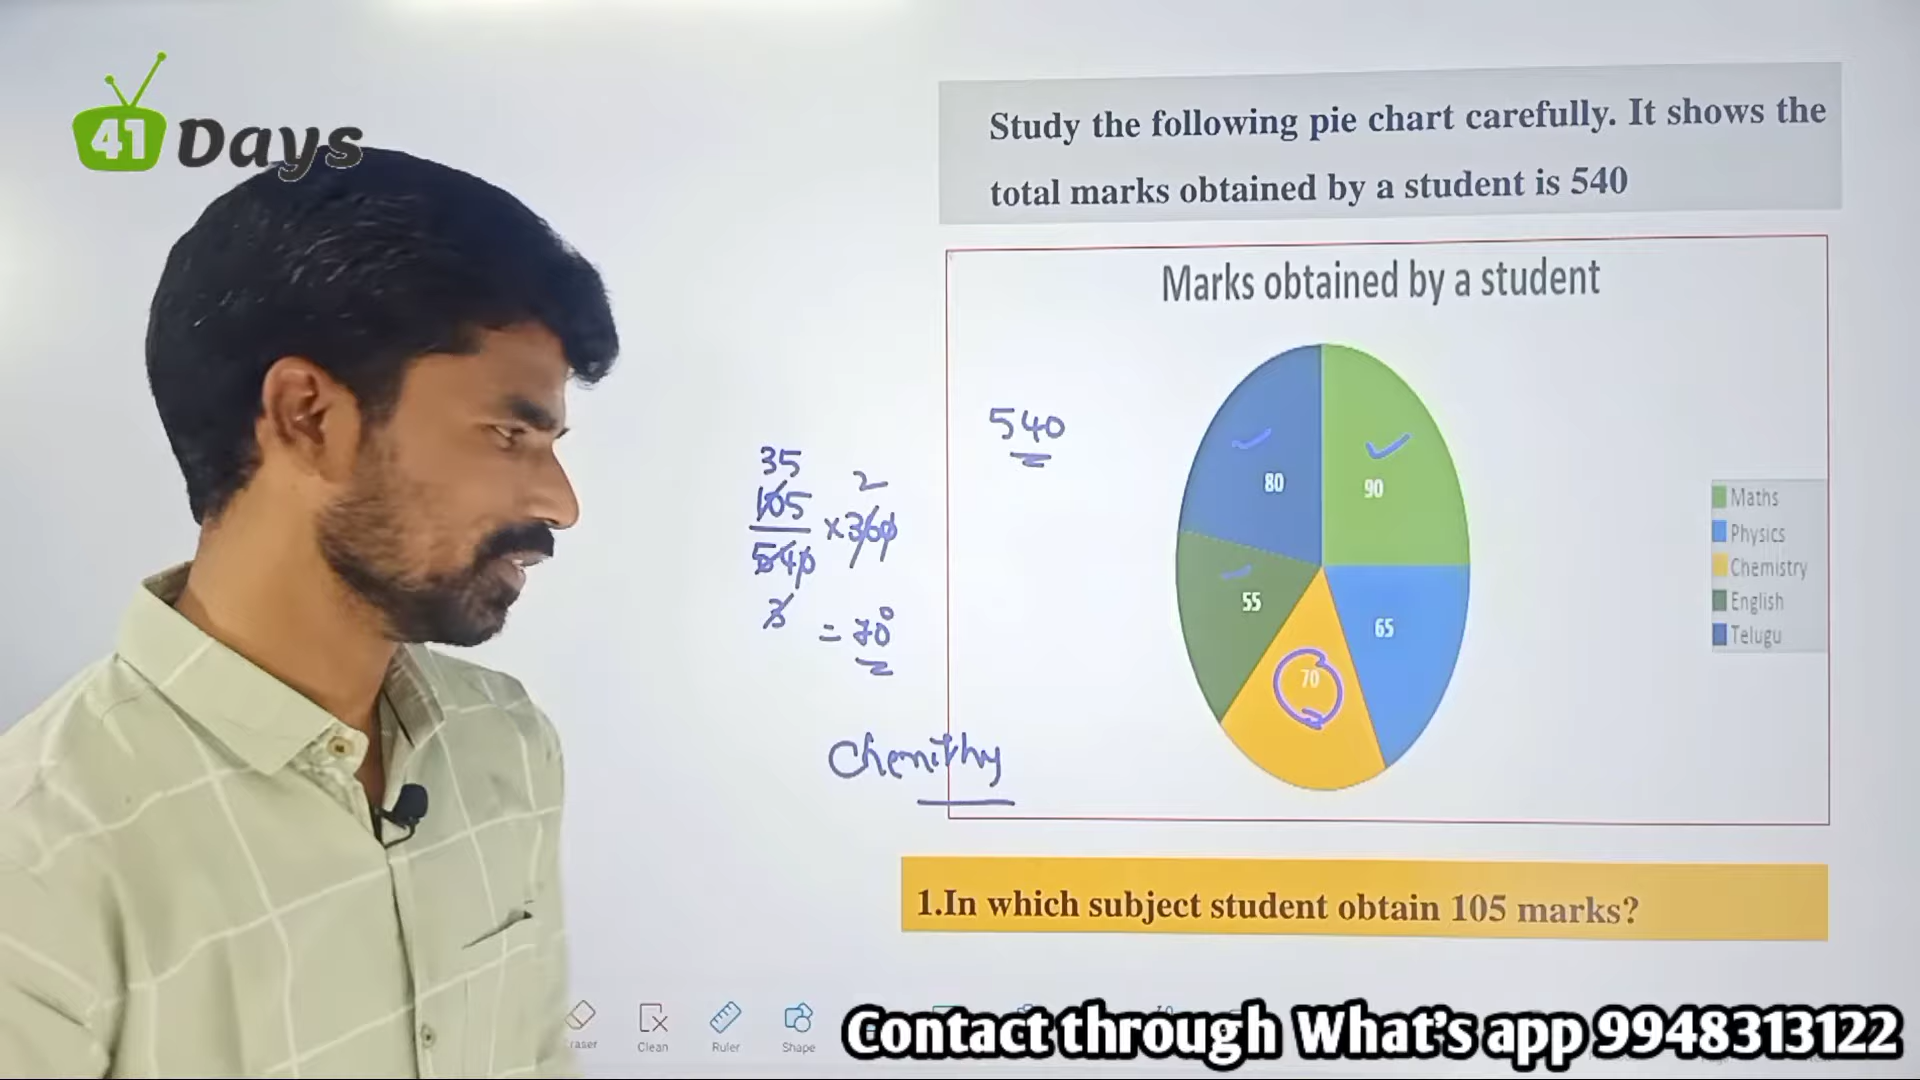 41 Days
Study the following pie chart carefully. It shows the
total marks obtained by a student is 540
Marks obtained by a student
540
80
90
55
65
70
Maths
Physics
Chemistry
English
Telugu
35
105 2
540 ×360
3
= 70°
Chemithy
1.In which subject student obtain 105 marks?
raser
Clean
Ruler
Shape
Contact through What's app 9948313122